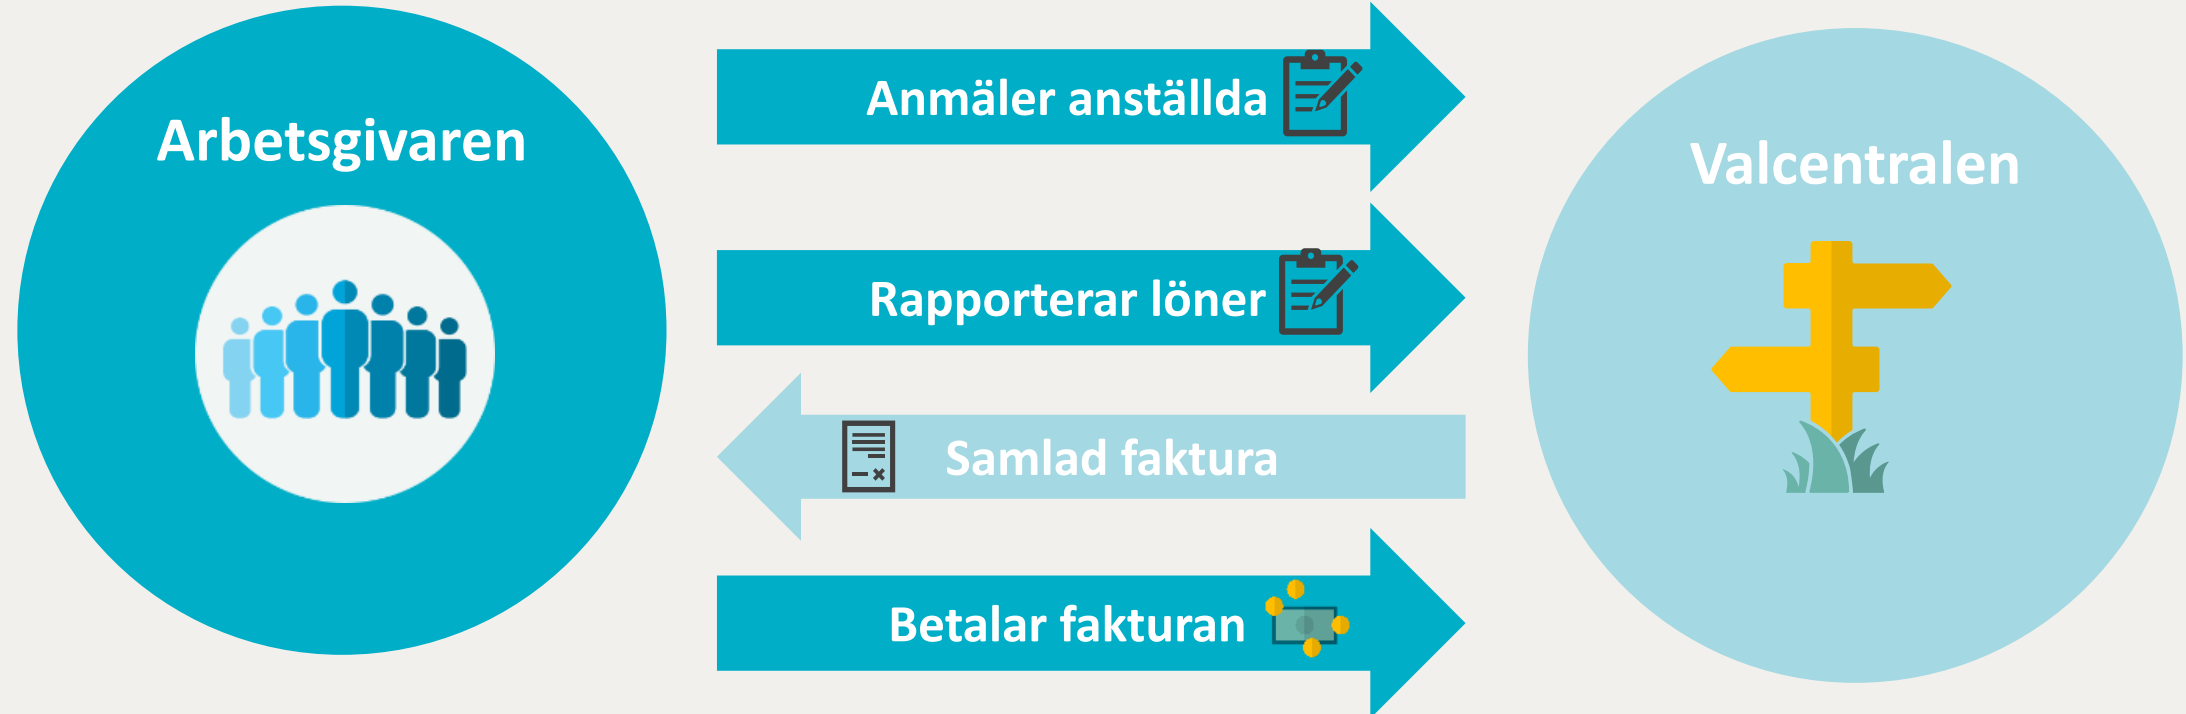 Arbetsgivaren
Anmäler anställda
Rapporterar löner
Samlad faktura
Betalar fakturan
Valcentralen